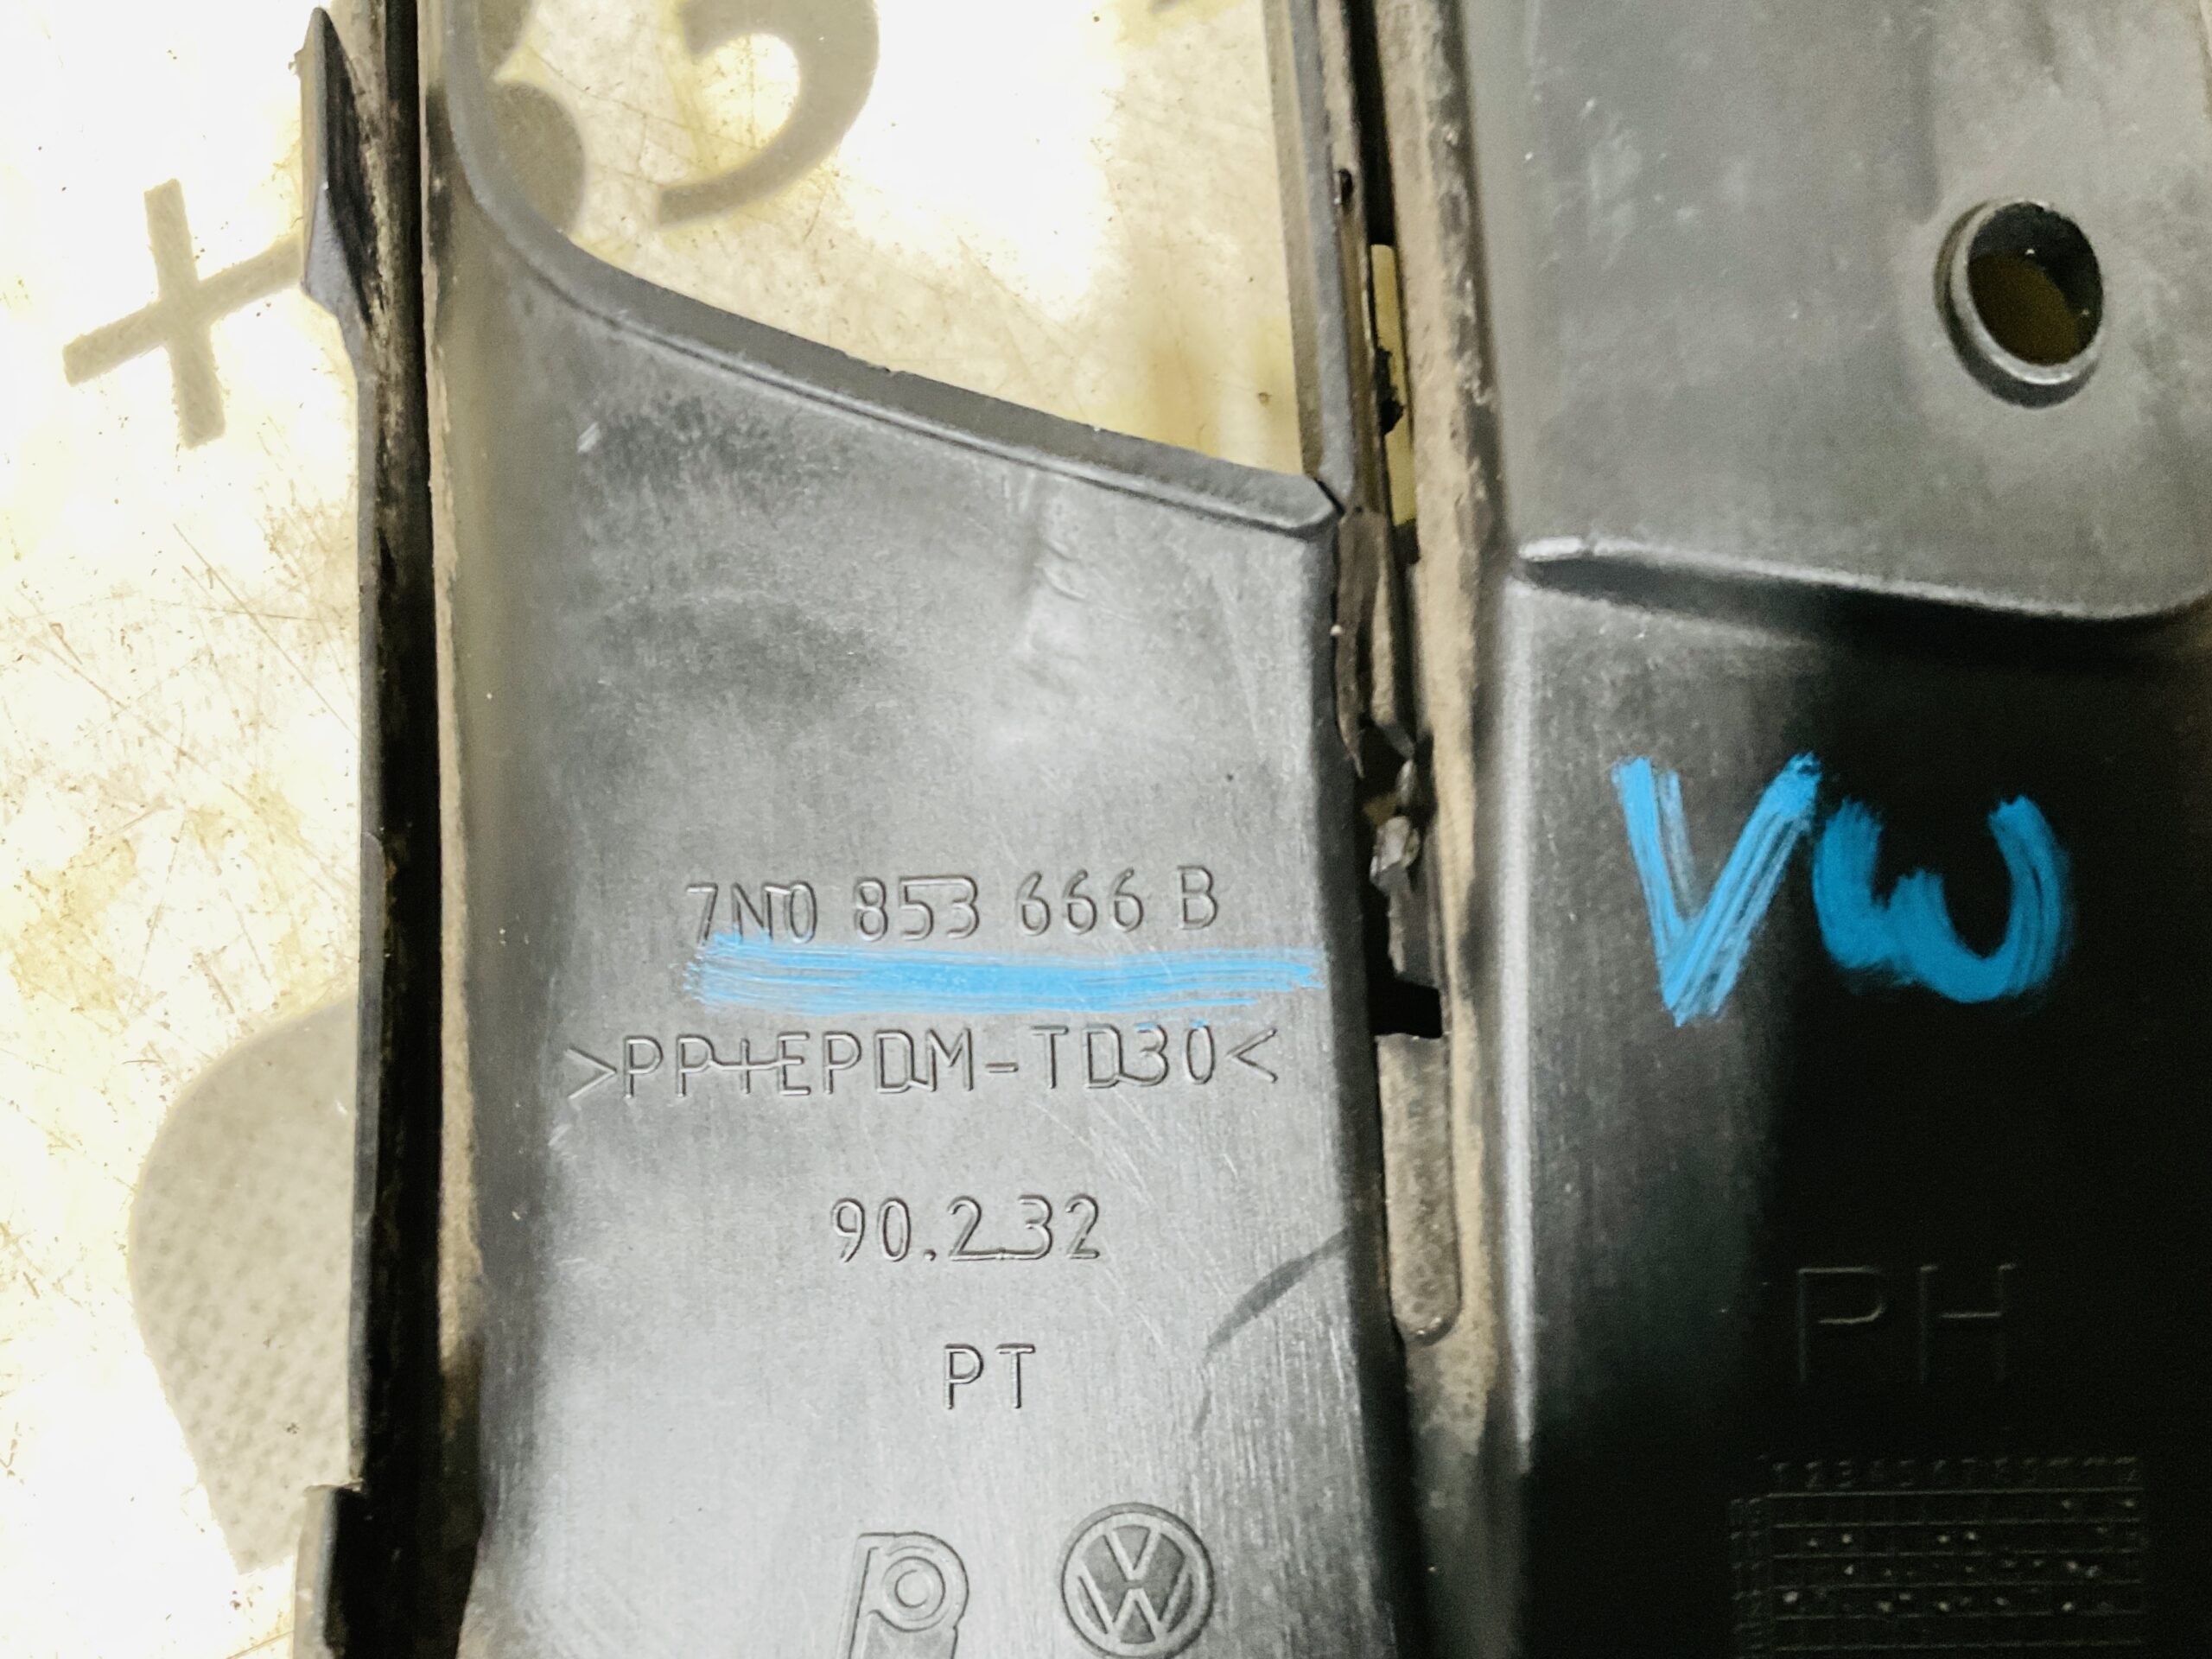 7N0 853 666 B
>PP+EPDM-TD30<
90.2.32
PT
VW
PH